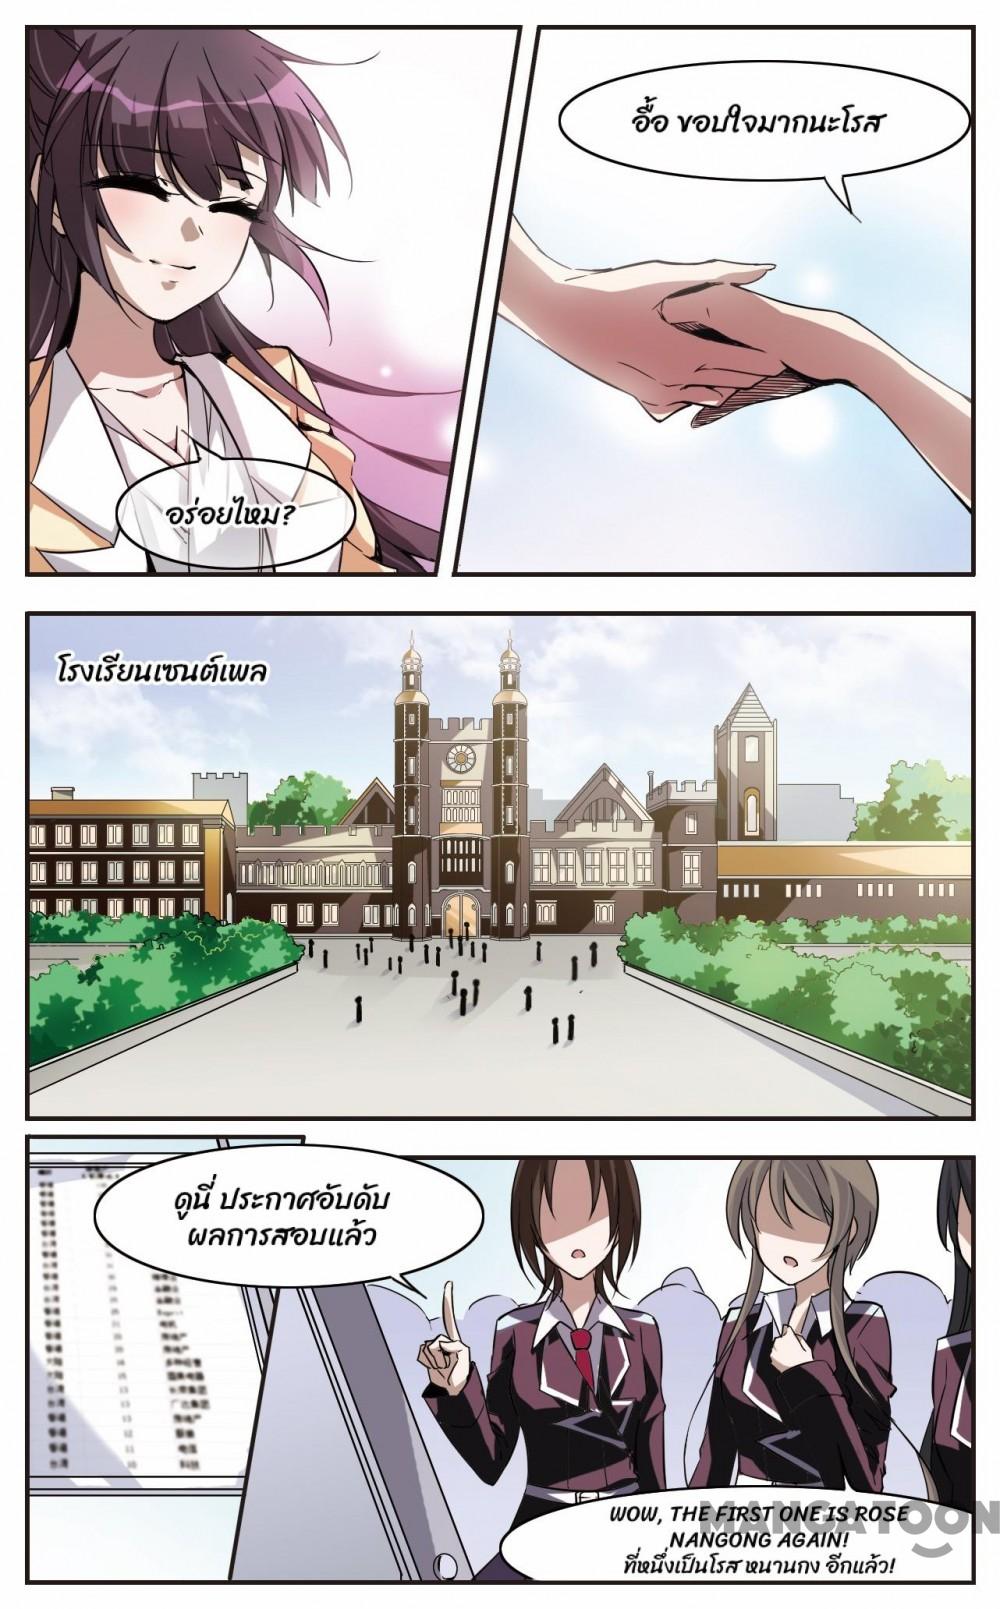 อื้อ ขอบใจมากนะโรส
อร่อยไหม?
โรงเรียนเซนต์เพล
ดูนี่ ประกาศอับดับ
ผลการสอบแล้ว
WOW, THE FIRST ONE IS ROSE
NANGONG AGAIN!
ที่หนึ่งเป็นโรส หนานกง อีกแล้ว!
MANGATOON